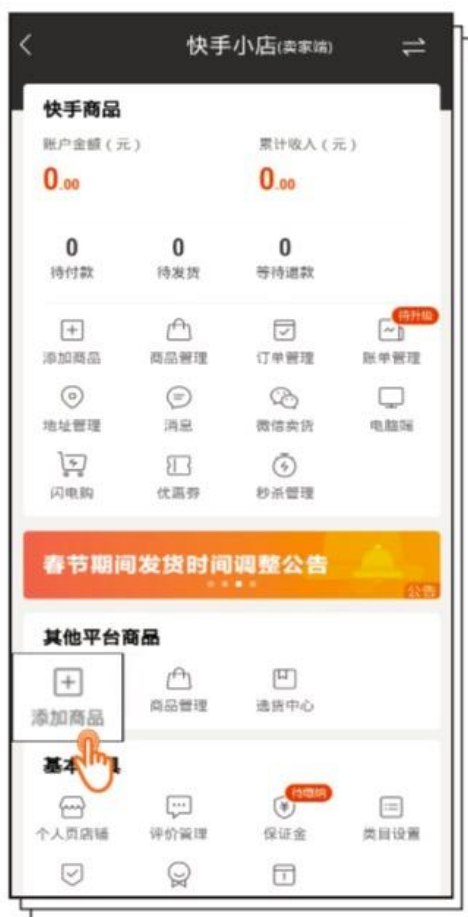 快手小店(卖家端)
快手商品
账户金额（元） 累计收入（元）
0.00 0.00
0 0 0
待付款 待发货 等待退款
待升级
添加商品 商品管理 订单管理 账单管理
地址管理 消息 微信卖货 电脑端
闪电购 优惠券 秒杀管理
春节期间发货时间调整公告
公告
其他平台商品
添加商品 商品管理 选货中心
基本
待缴纳
个人页店铺 评价管理 保证金 类目设置